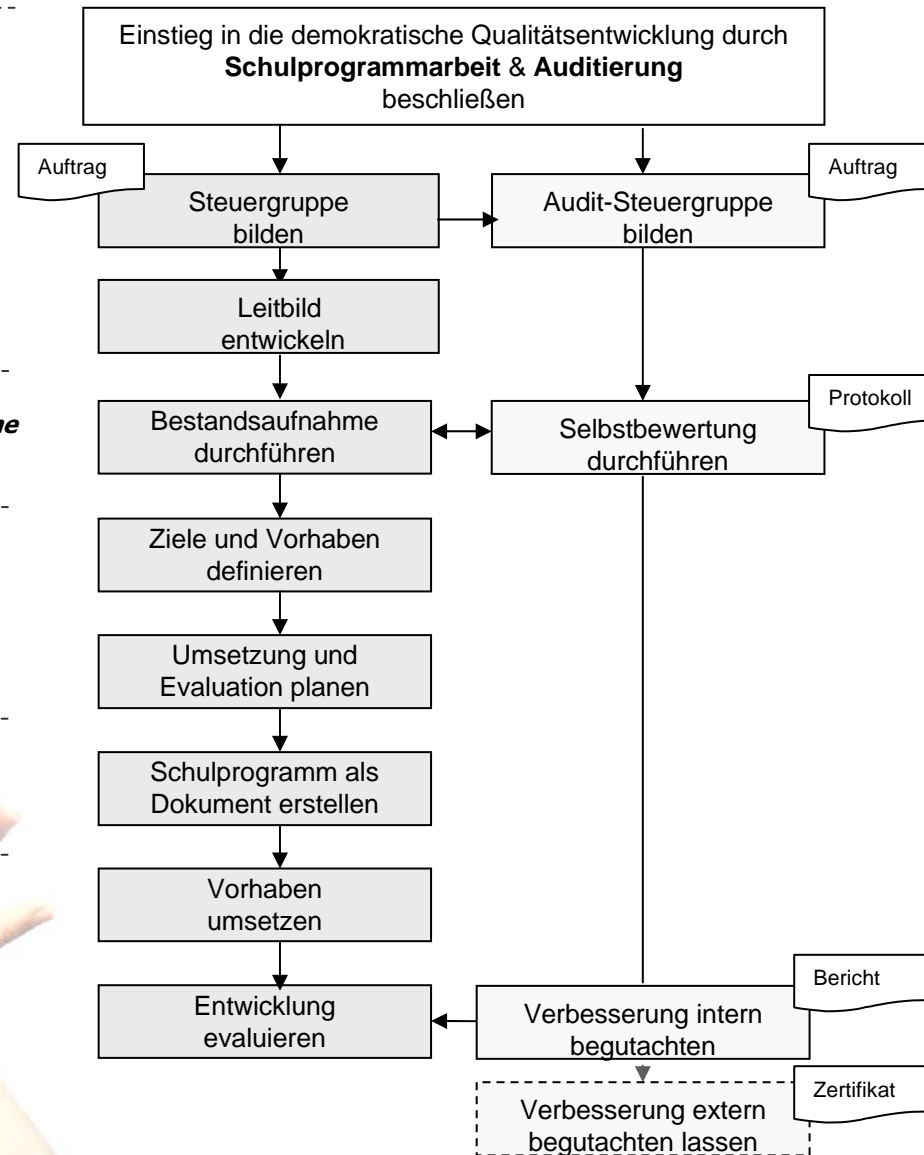 Einstieg in die demokratische Qualitätsentwicklung durch
Schulprogrammarbeit & Auditierung
beschließen
Auftrag
Steuergruppe
bilden
Audit-Steuergruppe
bilden
Auftrag
Leitbild
entwickeln
Bestandsaufnahme
durchführen
Selbstbewertung
durchführen
Protokoll
Ziele und Vorhaben
definieren
Umsetzung und
Evaluation planen
Schulprogramm als
Dokument erstellen
Vorhaben
umsetzen
Entwicklung
evaluieren
Verbesserung intern
begutachten
Bericht
Verbesserung extern
begutachten lassen
Zertifikat